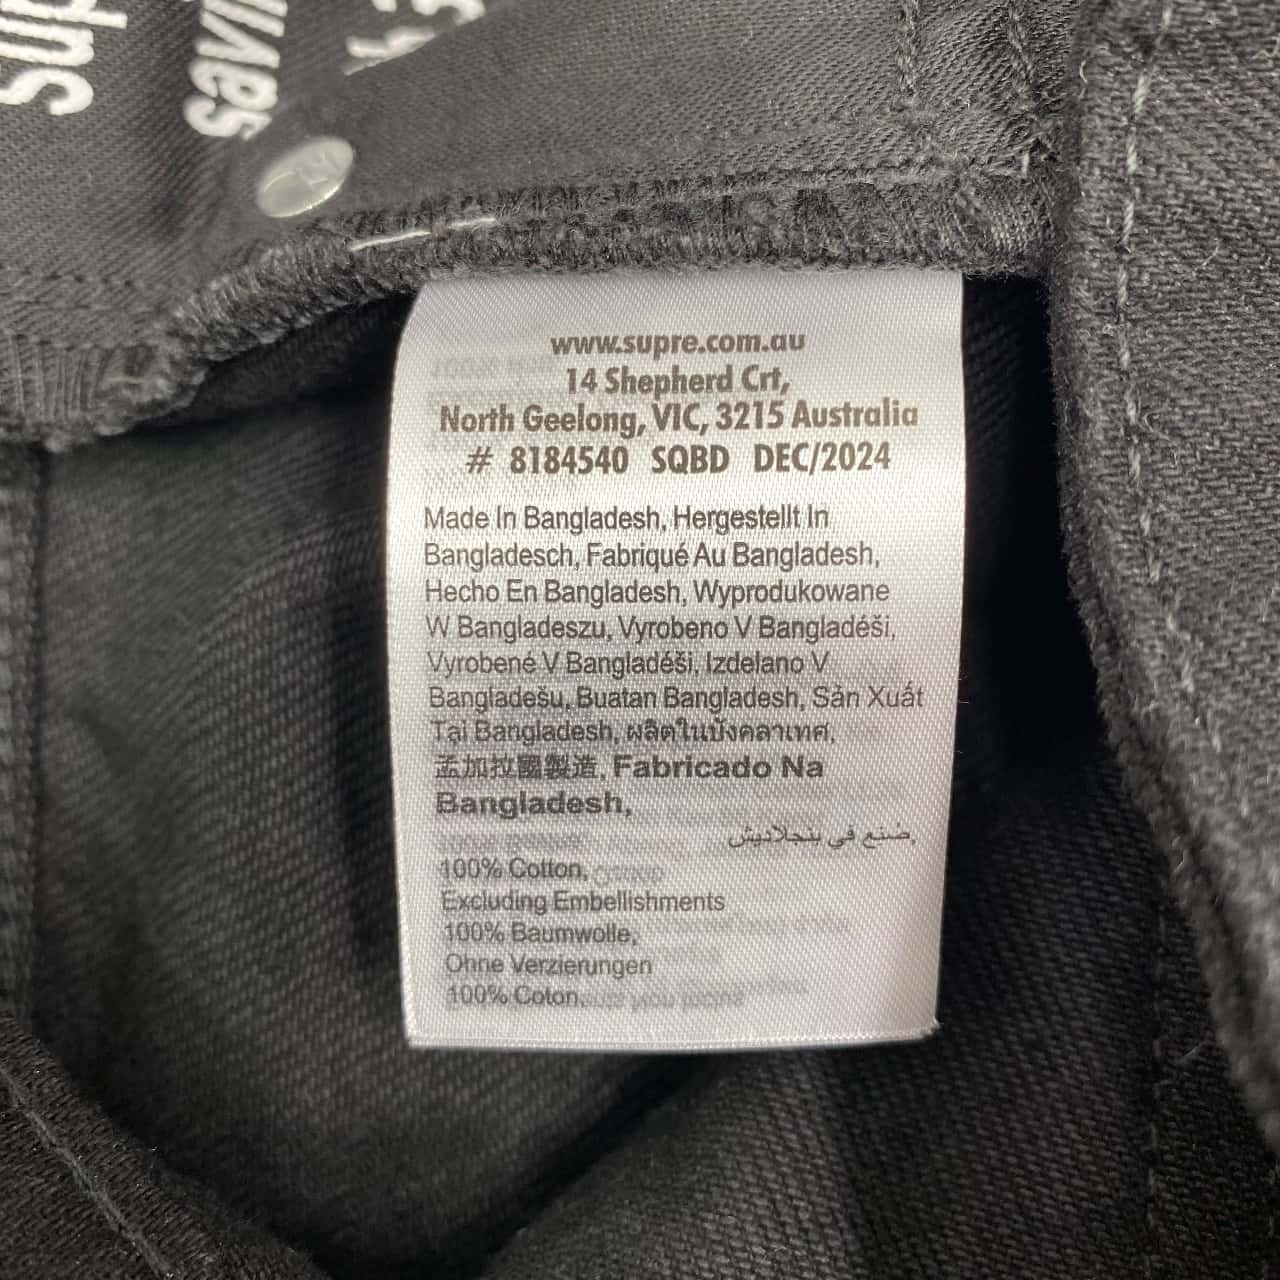 sup
savi
www.supre.com.au
14 Shepherd Crt,
North Geelong, VIC, 3215 Australia
# 8184540 SQBD DEC/2024
Made In Bangladesh, Hergestellt In
Bangladesch, Fabriqué Au Bangladesh,
Hecho En Bangladesh, Wyprodukowane
W Bangladeszu, Vyrobeno V Bangladéši,
Vyrobené V Bangladéši, Izdelano V
Bangladešu, Buatan Bangladesh, Sản Xuất
Tại Bangladesh, ผลิตในบังคลาเทศ,
孟加拉國製造, Fabricado Na
Bangladesh,
صُنع في بنجلاديش,
100% Cotton,
Excluding Embellishments
100% Baumwolle,
Ohne Verzierungen
100% Coton,